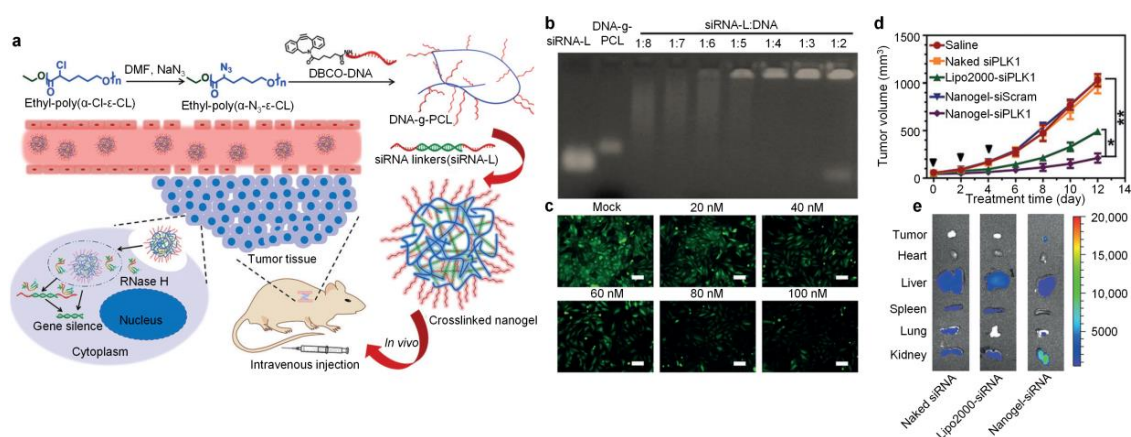 a
Cl
O
O
O
n
Ethyl-poly(α-Cl-ε-CL)
DMF, NaN3
N3
O
O
O
n
Ethyl-poly(α-N3-ε-CL)
DBCO-DNA
DNA-g-PCL
siRNA linkers(siRNA-L)
Crosslinked nanogel
In vivo
Intravenous injection
Tumor tissue
RNase H
Gene silence
Nucleus
Cytoplasm
b
siRNA-L
DNA-g-
PCL
siRNA-L:DNA
1:8 1:7 1:6 1:5 1:4 1:3 1:2
c
Mock 20 nM 40 nM
60 nM 80 nM 100 nM
d
Tumor volume (mm3)
1500
1000
500
0
0 2 4 6 8 10 12 14
Treatment time (day)
Saline
Naked siPLK1
Lipo2000-siPLK1
Nanogel-siScram
Nanogel-siPLK1
**
*
e
Tumor
Heart
Liver
Spleen
Lung
Kidney
Naked siRNA
Lipo2000-siRNA
Nanogel-siRNA
20,000
15,000
10,000
5000